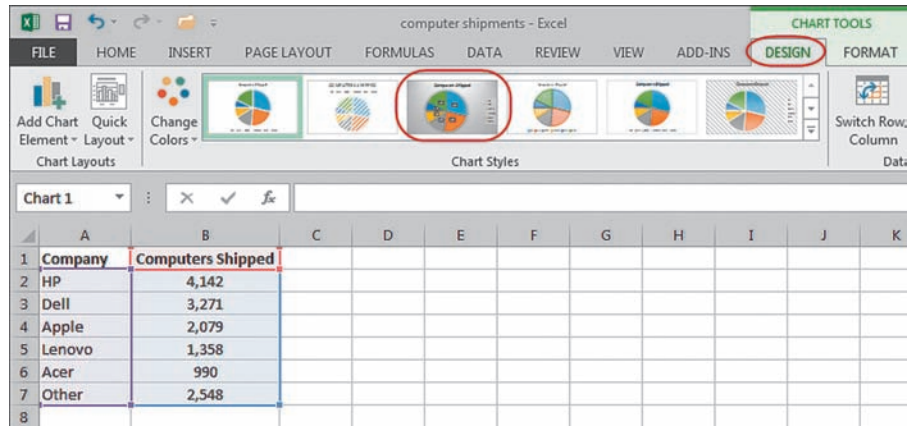 computer shipments - Excel
CHART TOOLS
FILE HOME INSERT PAGE LAYOUT FORMULAS DATA REVIEW VIEW ADD-INS DESIGN FORMAT
Add Chart Quick Change Switch Row/
Element Layout Colors Column
Chart Layouts Chart Styles Data
Chart 1 fx
A B C D E F G H I J K
1 Company Computers Shipped
2 HP 4,142
3 Dell 3,271
4 Apple 2,079
5 Lenovo 1,358
6 Acer 990
7 Other 2,548
8